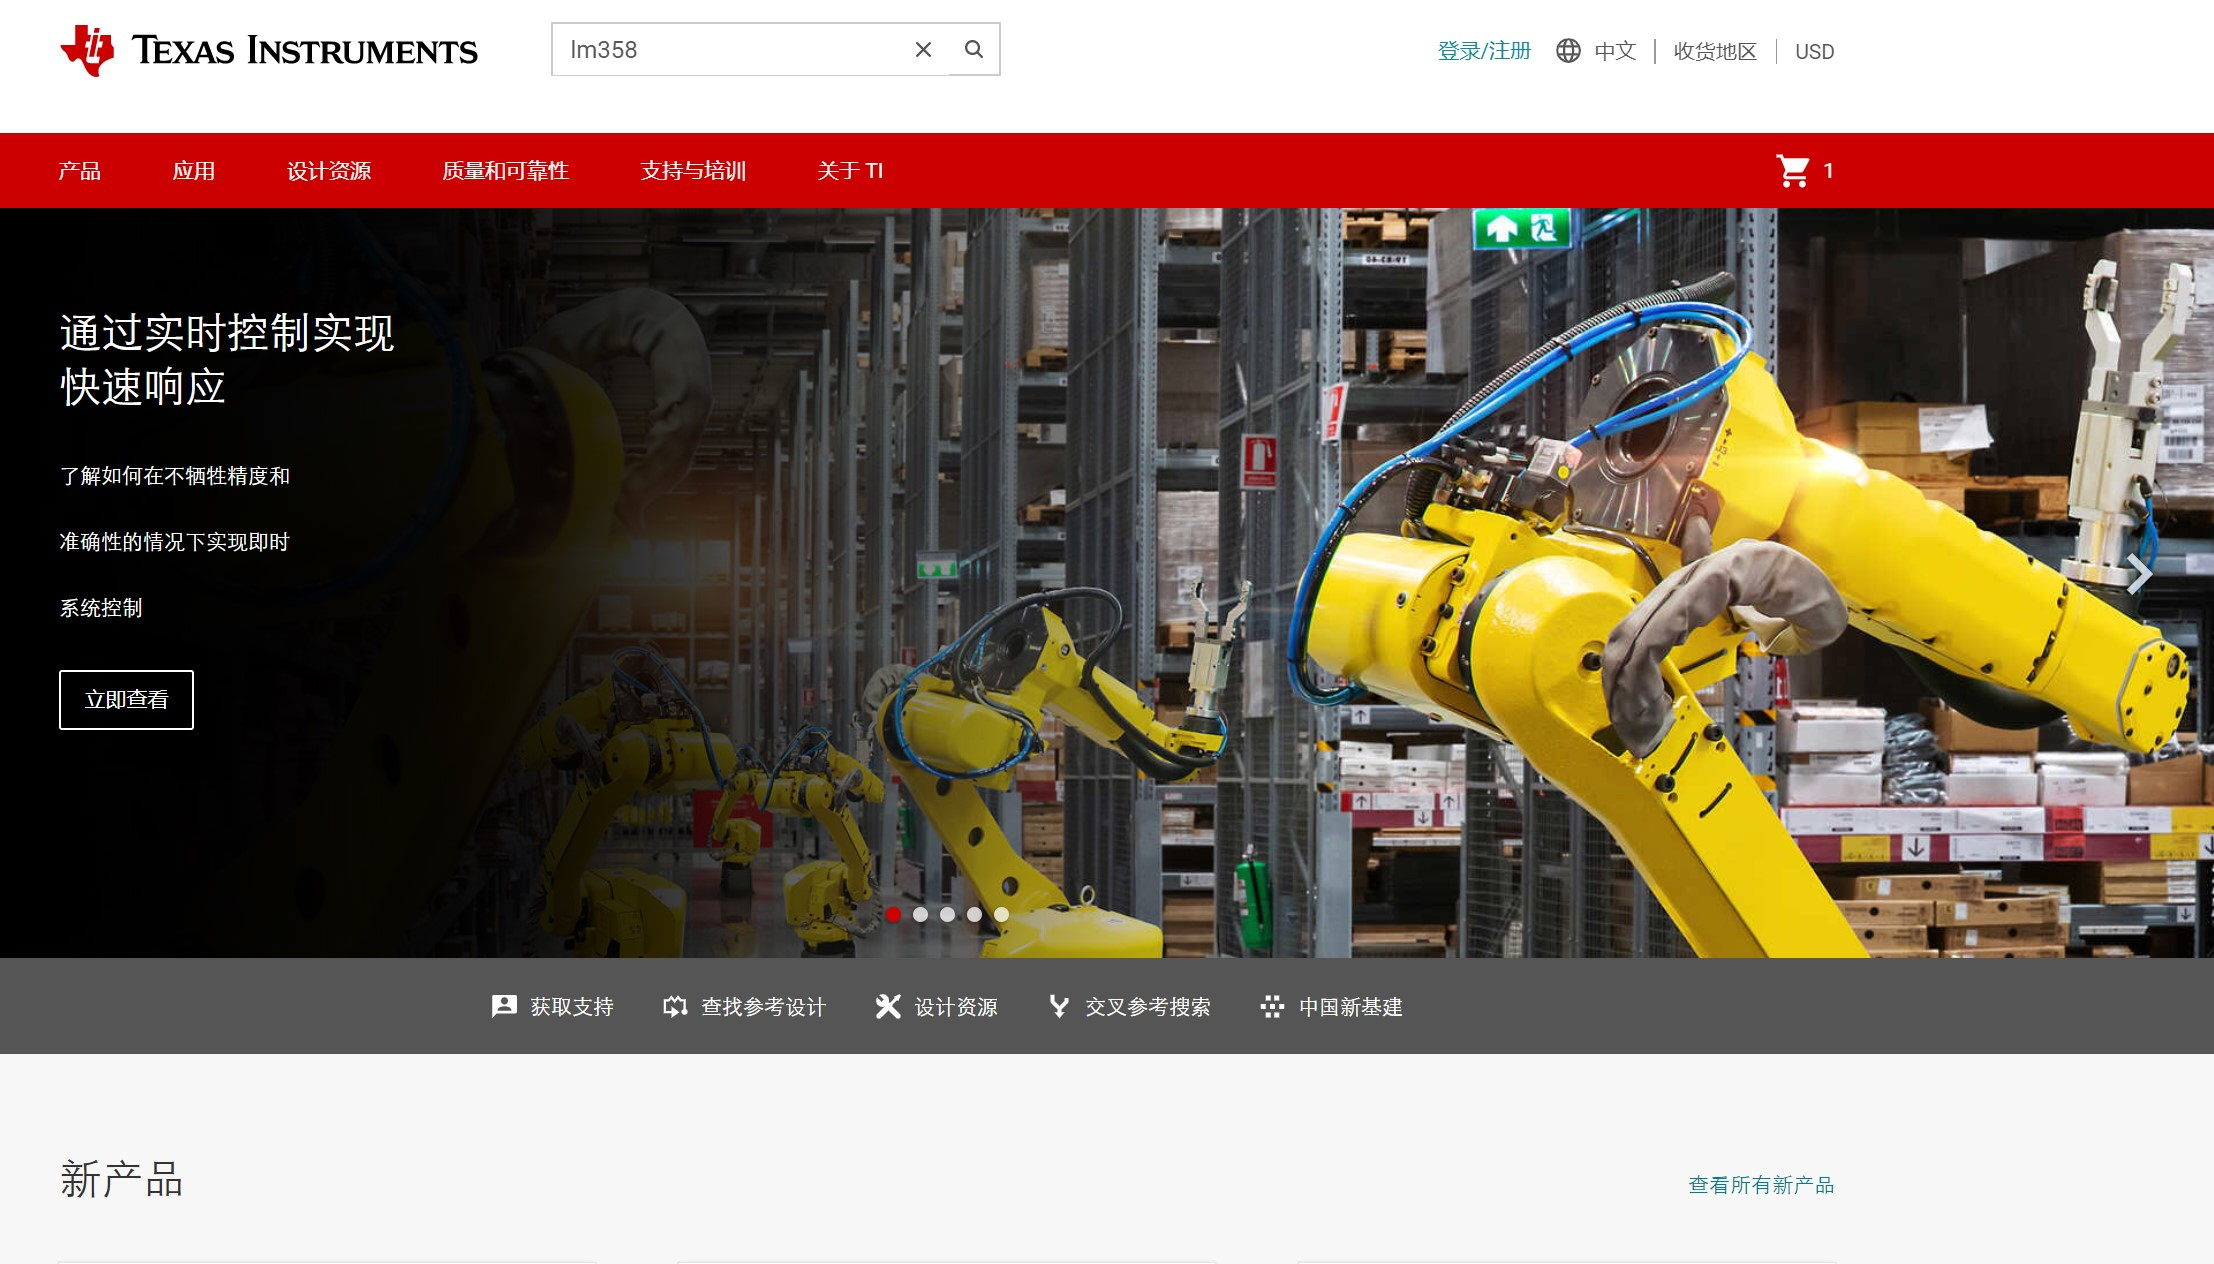 TEXAS INSTRUMENTS
lm358
登录/注册 中文 收货地区 USD
产品 应用 设计资源 质量和可靠性 支持与培训 关于 TI 1
通过实时控制实现
快速响应
了解如何在不牺牲精度和
准确性的情况下实现即时
系统控制
立即查看
获取支持 查找参考设计 设计资源 交叉参考搜索 中国新基建
新产品
查看所有新产品